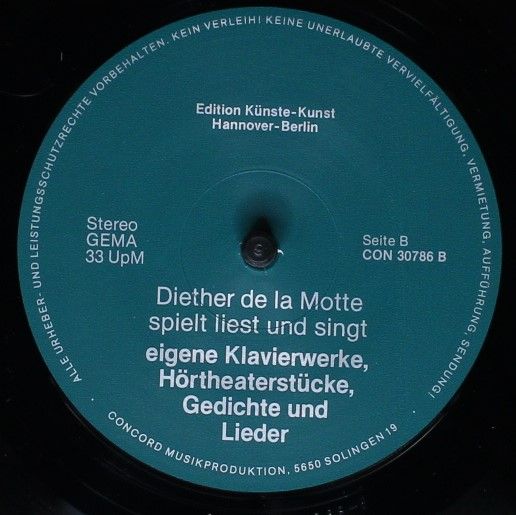 ALLE URHEBER- UND LEISTUNGSSCHUTZRECHTE VORBEHALTEN. KEIN VERLEIH! KEINE UNERLAUBTE VERVIELFÄLTIGUNG, VERMIETUNG, AUFFÜHRUNG, SENDUNG!
Edition Künste-Kunst
Hannover-Berlin
Stereo
GEMA
33 UpM
Seite B
CON 30786 B
Diether de la Motte
spielt liest und singt
eigene Klavierwerke,
Hörtheaterstücke,
Gedichte und
Lieder
· CONCORD MUSIKPRODUKTION, 5650 SOLINGEN 19 ·